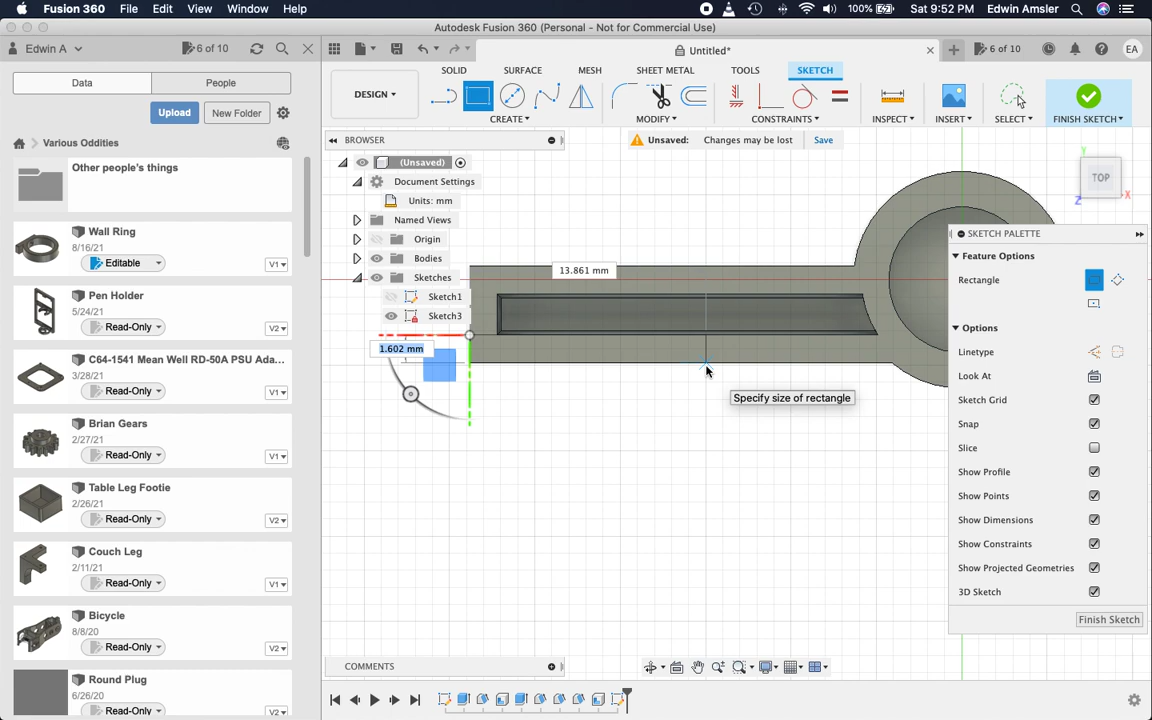 Fusion 360 File Edit View Window Help 100% Sat 9:52 PM Edwin Amsler
Autodesk Fusion 360 (Personal - Not for Commercial Use)
Edwin A 6 of 10 Untitled* 6 of 10 EA
Data People
SOLID SURFACE MESH SHEET METAL TOOLS SKETCH
Upload New Folder
DESIGN
CREATE MODIFY CONSTRAINTS INSPECT INSERT SELECT FINISH SKETCH
Various Oddities
BROWSER
Unsaved: Changes may be lost Save
Other people's things
(Unsaved)
Document Settings
Units: mm
Named Views
Origin
Bodies
Sketches
Sketch1
Sketch3
Wall Ring
8/16/21
Editable V1
Pen Holder
5/24/21
Read-Only V2
C64-1541 Mean Well RD-50A PSU Ada...
3/28/21
Read-Only V1
Brian Gears
2/27/21
Read-Only V1
Table Leg Footie
2/26/21
Read-Only V2
Couch Leg
2/11/21
Read-Only V1
Bicycle
8/8/20
Read-Only V2
Round Plug
6/26/20
Read-Only V2
13.861 mm
1.602 mm
Specify size of rectangle
Y
TOP
X
Z
SKETCH PALETTE
Feature Options
Rectangle
Options
Linetype
Look At
Sketch Grid
Snap
Slice
Show Profile
Show Points
Show Dimensions
Show Constraints
Show Projected Geometries
3D Sketch
Finish Sketch
COMMENTS